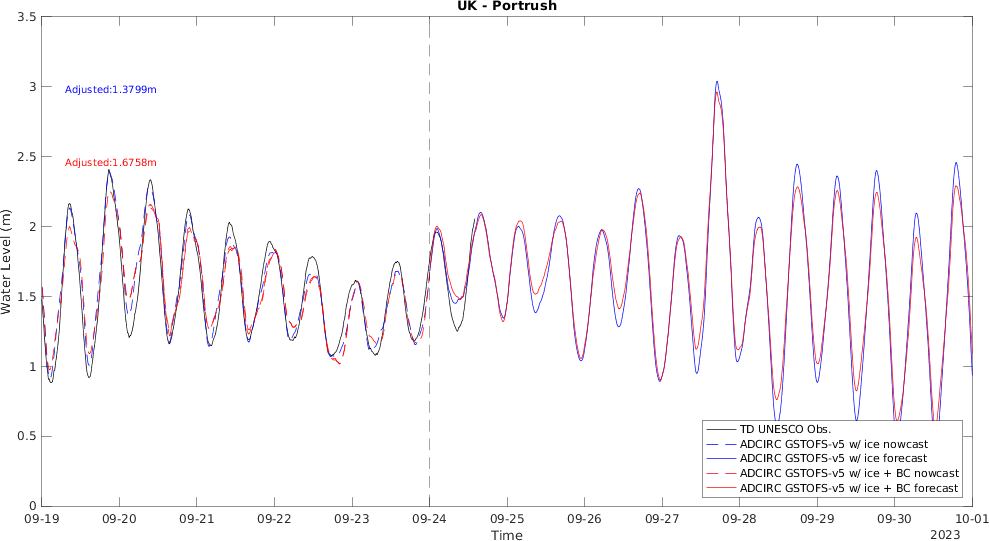 UK - Portrush
3.5
3
2.5
2
1.5
1
0.5
0
Water Level (m)
Adjusted:1.3799m
Adjusted:1.6758m
TD UNESCO Obs.
ADCIRC GSTOFS-v5 w/ ice nowcast
ADCIRC GSTOFS-v5 w/ ice forecast
ADCIRC GSTOFS-v5 w/ ice + BC nowcast
ADCIRC GSTOFS-v5 w/ ice + BC forecast
09-19 09-20 09-21 09-22 09-23 09-24 09-25 09-26 09-27 09-28 09-29 09-30 10-01
Time
2023